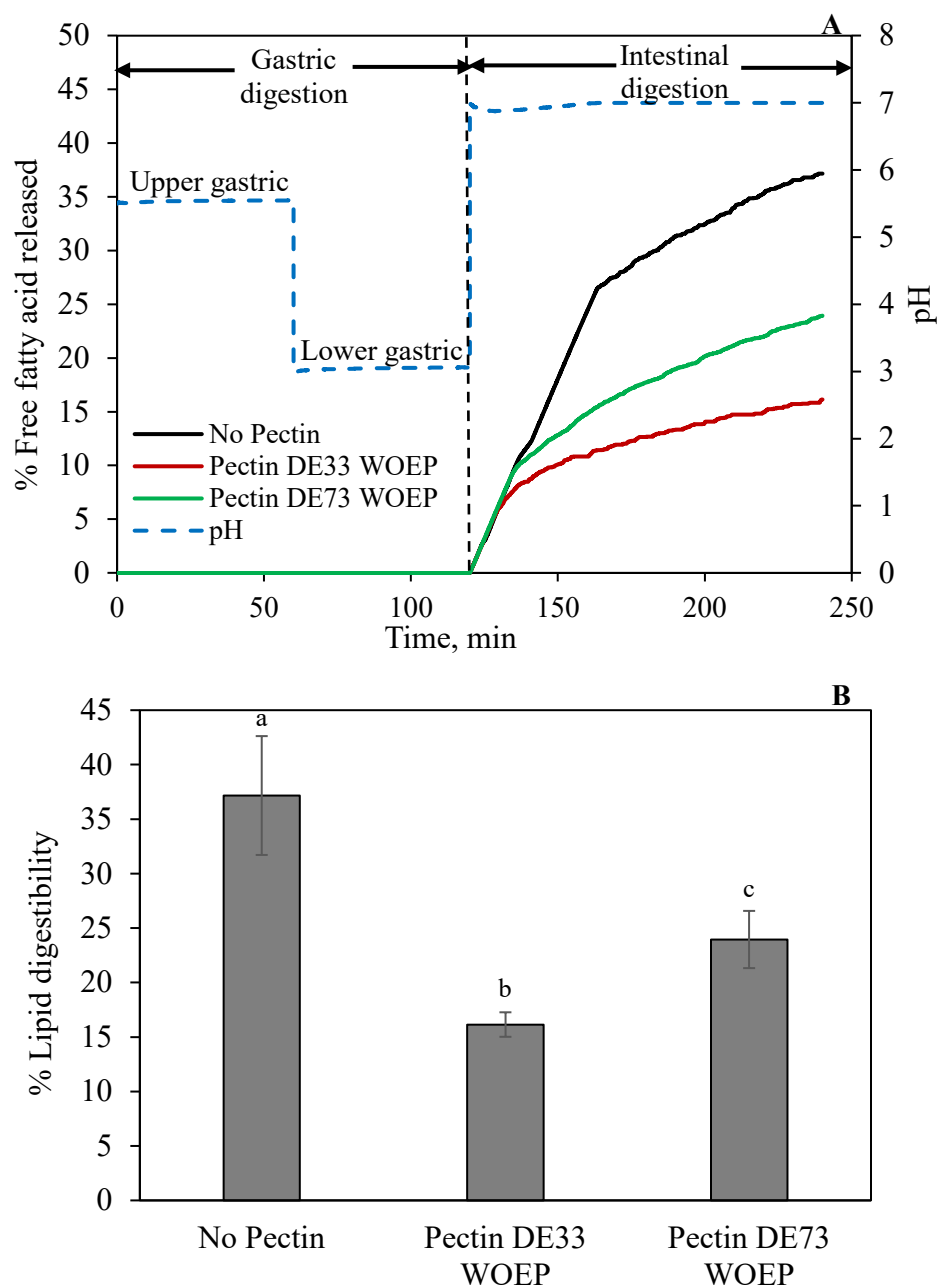 A
50
45
40
35
30
25
20
15
10
5
0
% Free fatty acid released
Gastric
digestion
Intestinal
digestion
Upper gastric
Lower gastric
No Pectin
Pectin DE33 WOEP
Pectin DE73 WOEP
pH
8
7
6
5
4
3
2
1
0
pH
0
50
100
150
200
250
Time, min
B
45
40
35
30
25
20
15
10
5
0
% Lipid digestibility
a
b
c
No Pectin
Pectin DE33
WOEP
Pectin DE73
WOEP